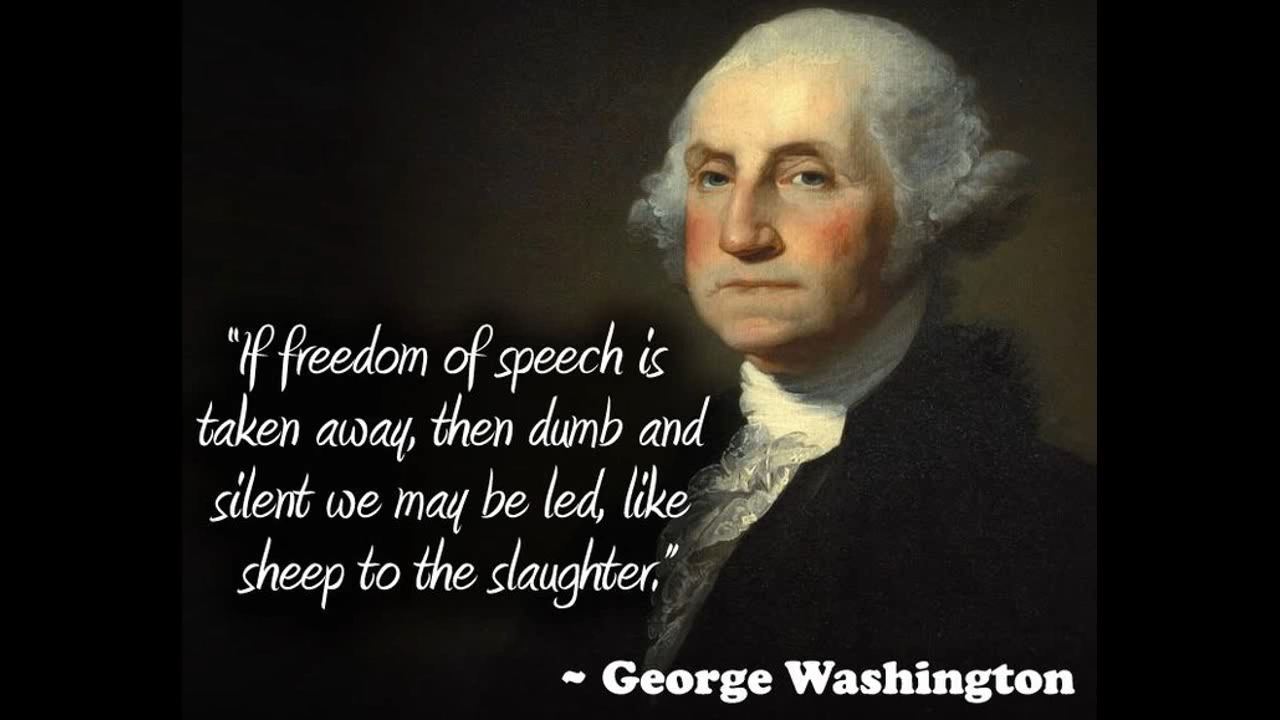 "If freedom of speech is
taken away, then dumb and
silent we may be led, like
sheep to the slaughter."
~ George Washington